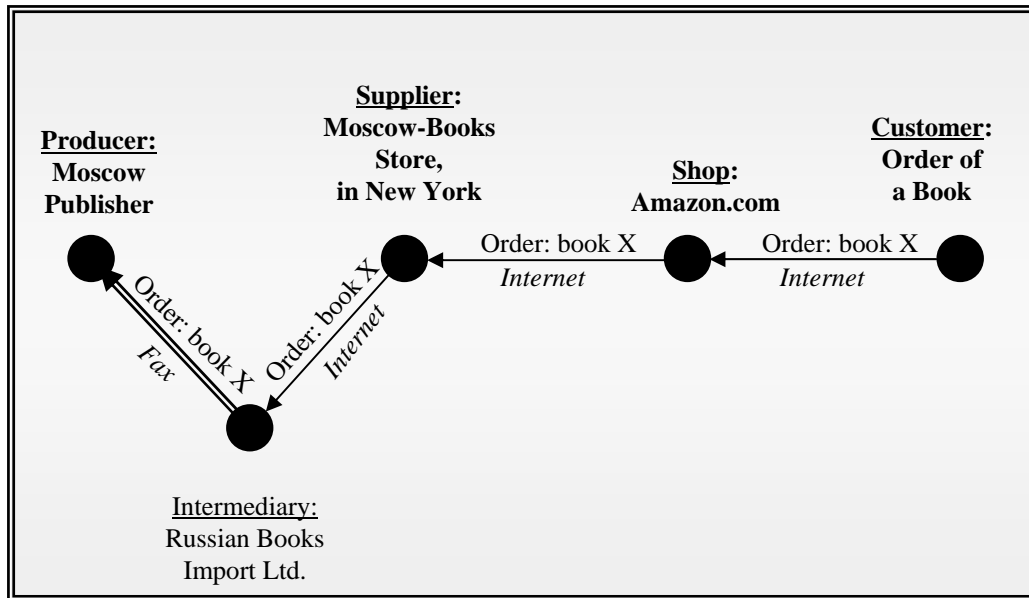 Producer:
Moscow
Publisher
Supplier:
Moscow-Books
Store,
in New York
Shop:
Amazon.com
Customer:
Order of
a Book
Order: book X
Fax
Order: book X
Internet
Order: book X
Internet
Order: book X
Internet
Intermediary:
Russian Books
Import Ltd.